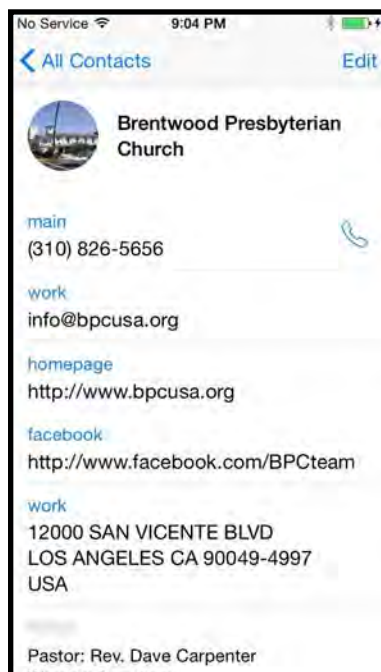 No Service 9:04 PM
All Contacts Edit
Brentwood Presbyterian
Church
main
(310) 826-5656
work
info@bpcusa.org
homepage
http://www.bpcusa.org
facebook
http://www.facebook.com/BPCteam
work
12000 SAN VICENTE BLVD
LOS ANGELES CA 90049-4997
USA
Pastor: Rev. Dave Carpenter